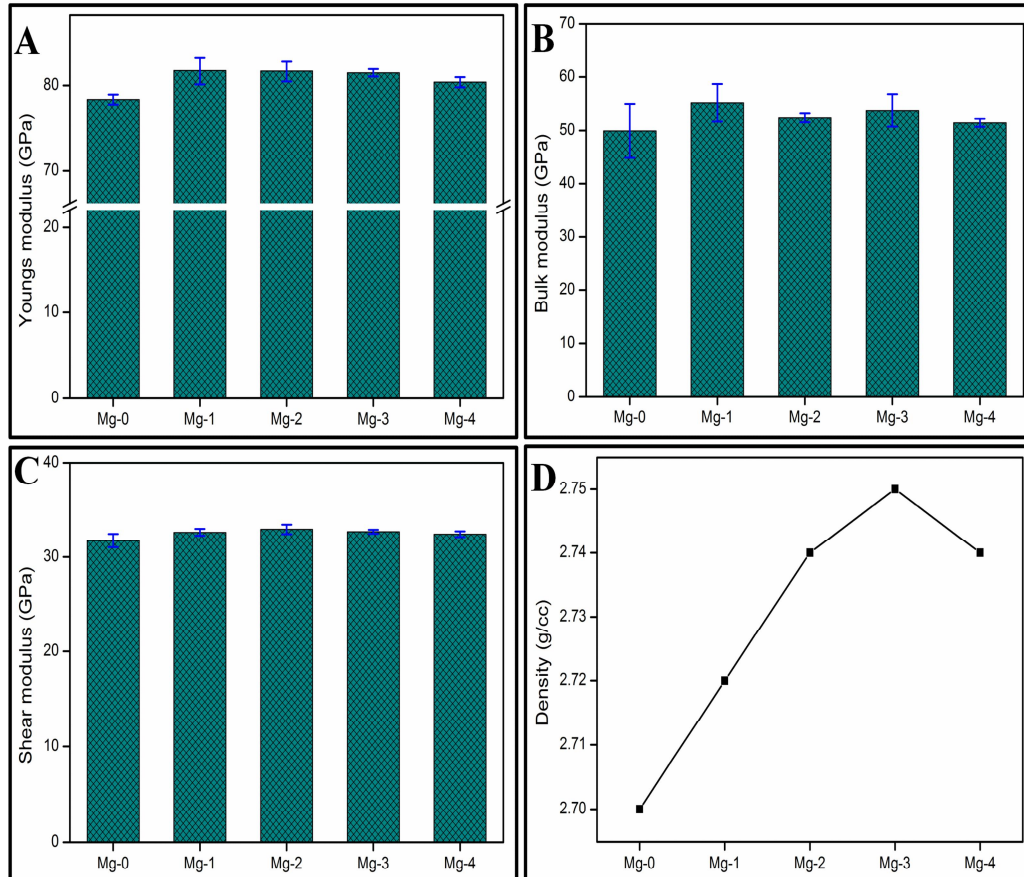 A
Youngs modulus (GPa)
80
70
20
10
0
Mg-0 Mg-1 Mg-2 Mg-3 Mg-4
B
Bulk modulus (GPa)
70
60
50
40
30
20
10
0
Mg-0 Mg-1 Mg-2 Mg-3 Mg-4
C
Shear modulus (GPa)
40
30
20
10
0
Mg-0 Mg-1 Mg-2 Mg-3 Mg-4
D
Density (g/cc)
2.75
2.74
2.73
2.72
2.71
2.70
Mg-0 Mg-1 Mg-2 Mg-3 Mg-4